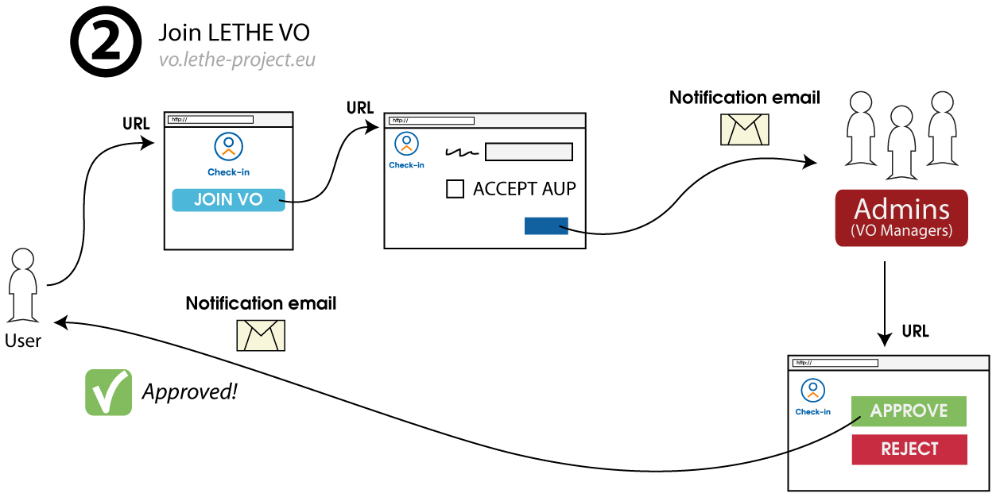 2
Join LETHE VO
vo.lethe-project.eu
URL
http://
Check-in
JOIN VO
URL
http://
Check-in
ACCEPT AUP
Notification email
Admins
(VO Managers)
URL
http://
Check-in
APPROVE
REJECT
Notification email
User
Approved!